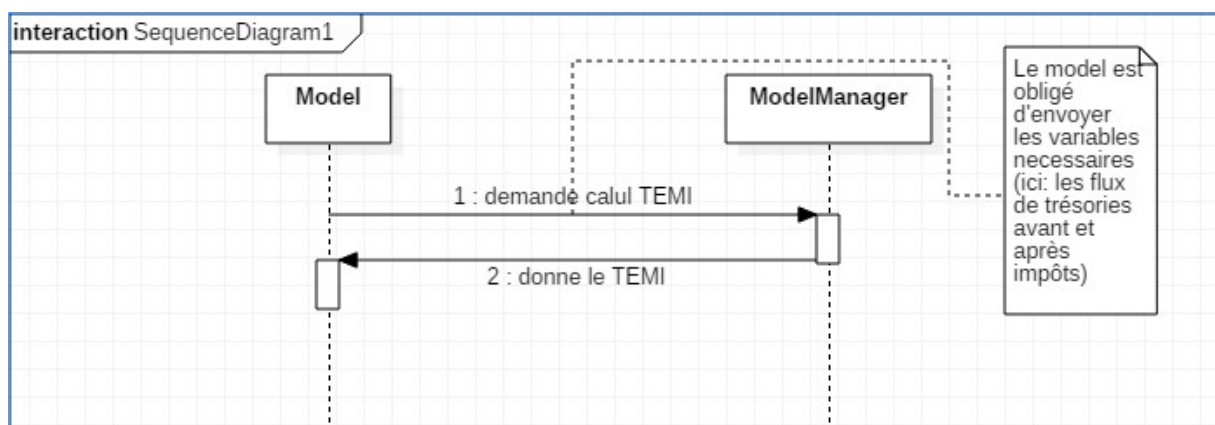 interaction SequenceDiagram1
Model
ModelManager
Le model est
obligé
d'envoyer
les variables
necessaires
(ici: les flux
de trésories
avant et
après
impôts)
1 : demande calul TEMI
2 : donne le TEMI